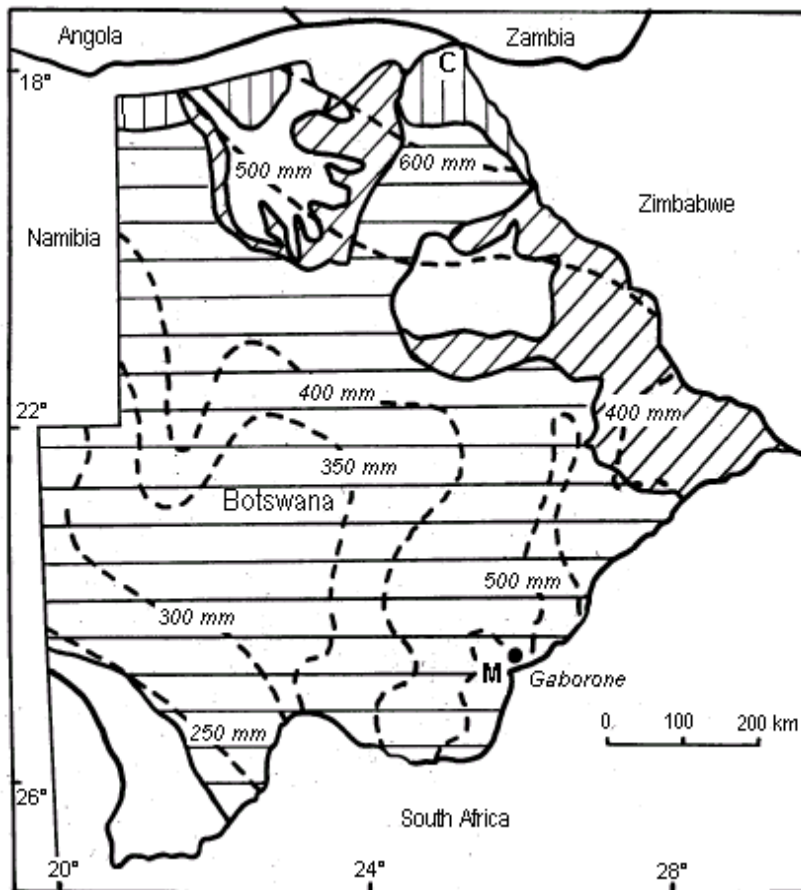 Angola
Zambia
C
18°
500 mm
600 mm
Zimbabwe
Namibia
400 mm
400 mm
22°
350 mm
Botswana
500 mm
300 mm
M
Gaborone
250 mm
0 100 200 km
26°
South Africa
20° 24° 28°